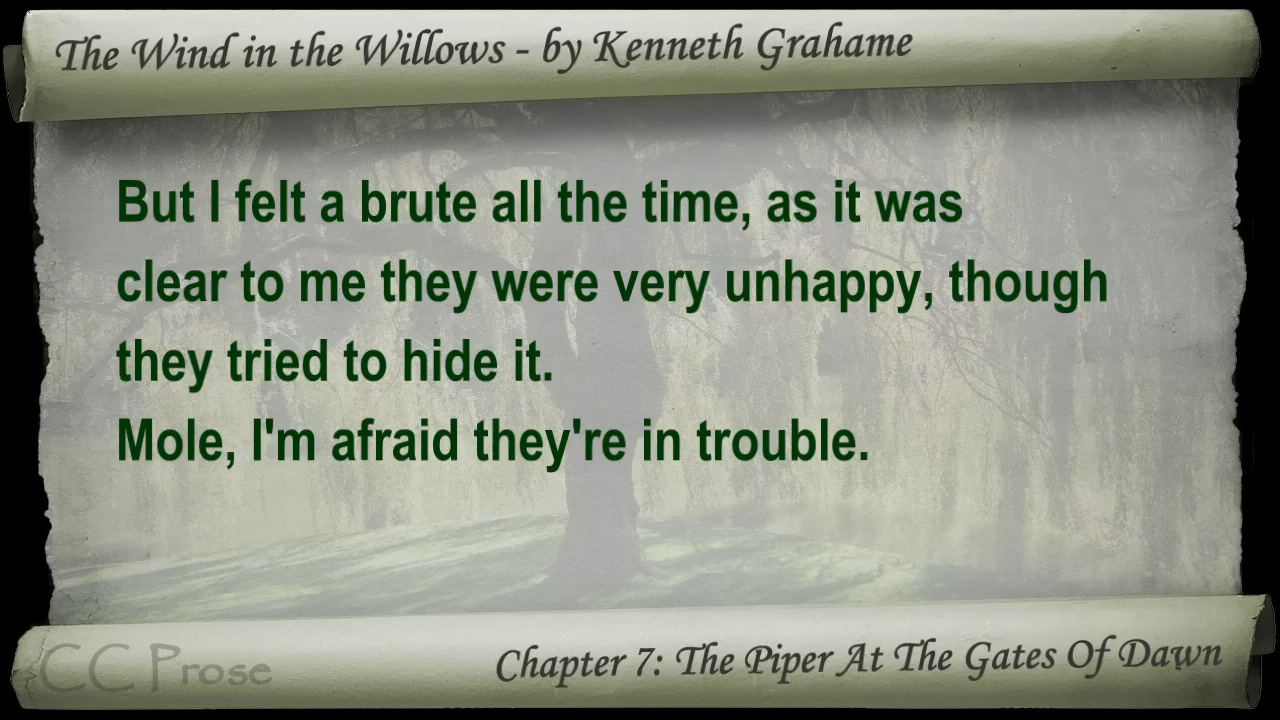 The Wind in the Willows - by Kenneth Grahame
But I felt a brute all the time, as it was
clear to me they were very unhappy, though
they tried to hide it.
Mole, I'm afraid they're in trouble.
CC Prose
Chapter 7: The Piper At The Gates Of Dawn